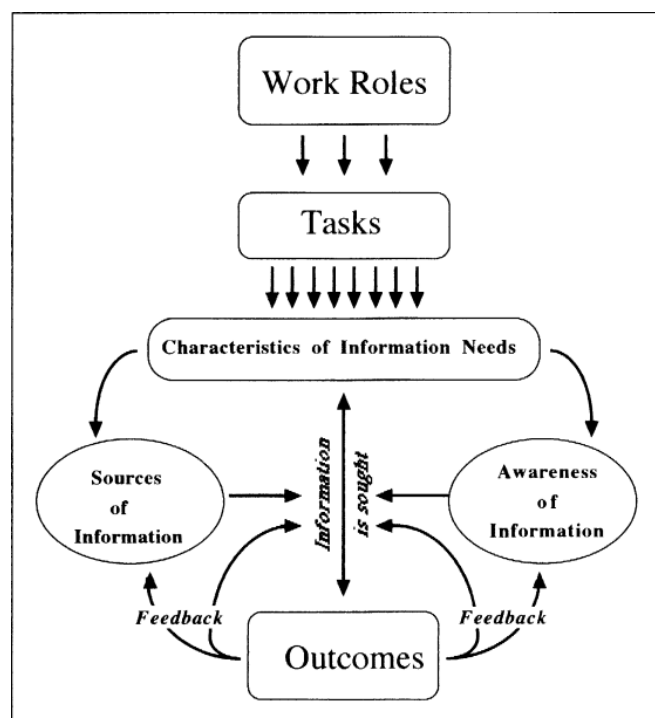 Work Roles
Tasks
Characteristics of Information Needs
Sources
of
Information
Information
is sought
Awareness
of
Information
Feedback
Feedback
Outcomes